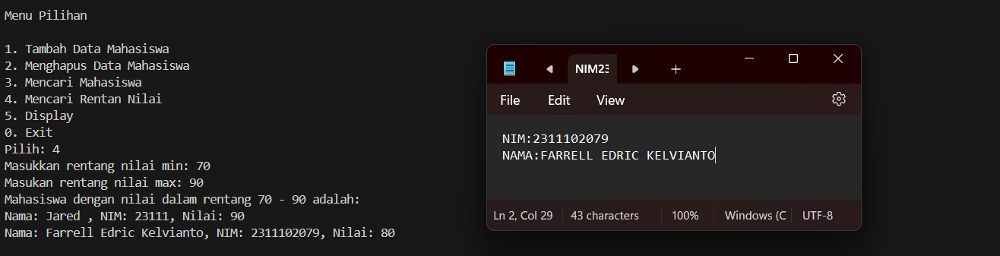 Menu Pilihan
1. Tambah Data Mahasiswa
2. Menghapus Data Mahasiswa
3. Mencari Mahasiswa
4. Mencari Rentan Nilai
5. Display
0. Exit
Pilih: 4
Masukkan rentang nilai min: 70
Masukan rentang nilai max: 90
Mahasiswa dengan nilai dalam rentang 70 - 90 adalah:
Nama: Jared , NIM: 23111, Nilai: 90
Nama: Farrell Edric Kelvianto, NIM: 2311102079, Nilai: 80
NIM23
File Edit View
NIM:2311102079
NAMA:FARRELL EDRIC KELVIANTO
Ln 2, Col 29 43 characters 100% Windows (C UTF-8